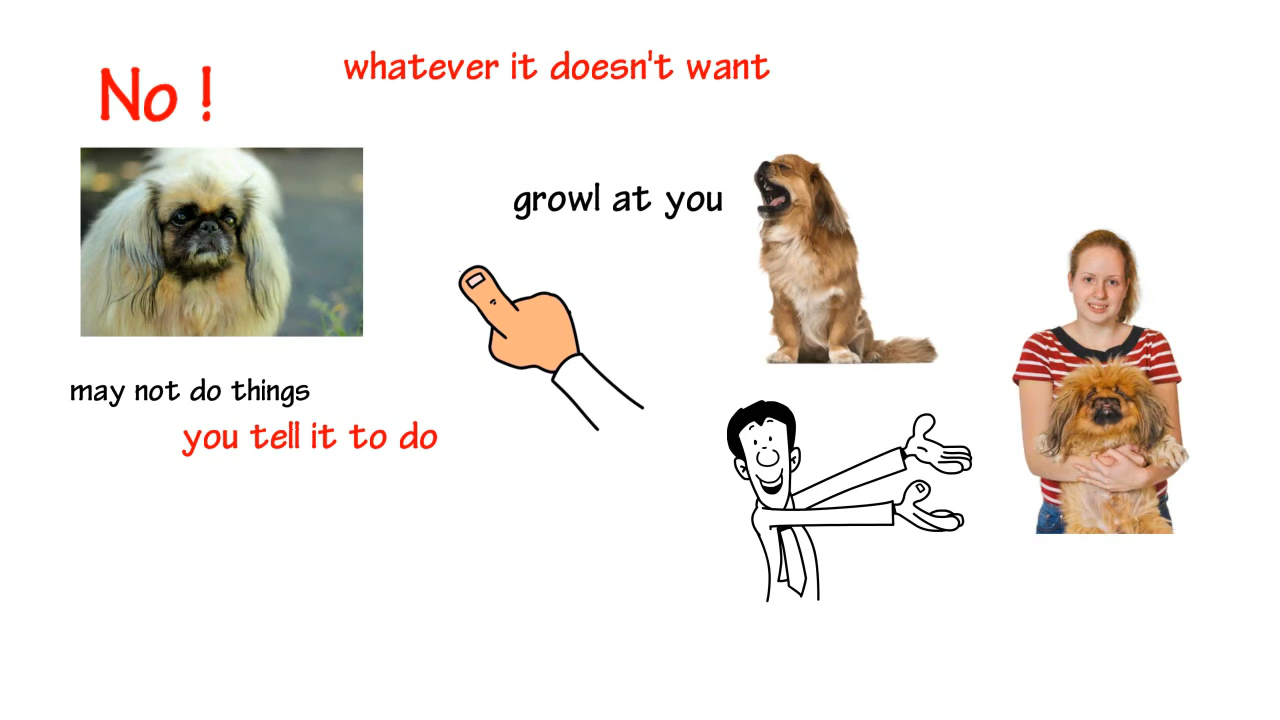 No !
whatever it doesn't want
growl at you
may not do things
you tell it to do